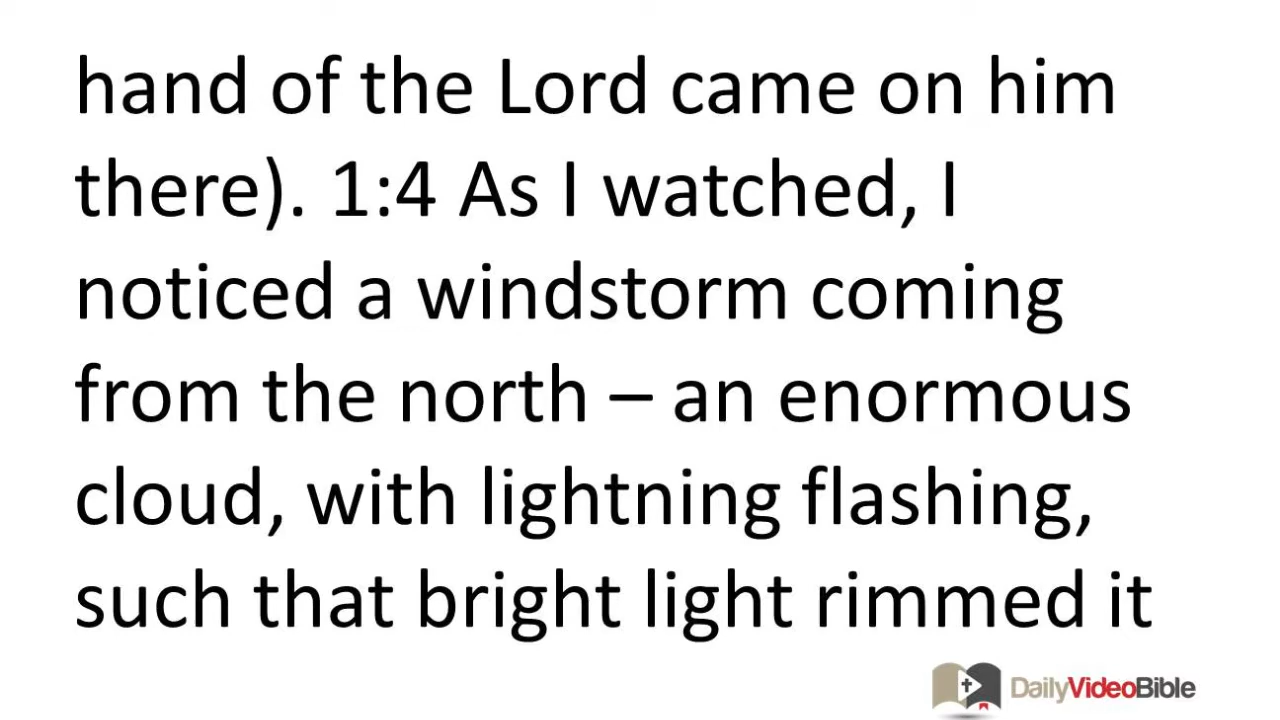 hand of the Lord came on him
there). 1:4 As I watched, I
noticed a windstorm coming
from the north – an enormous
cloud, with lightning flashing,
such that bright light rimmed it
DailyVideoBible